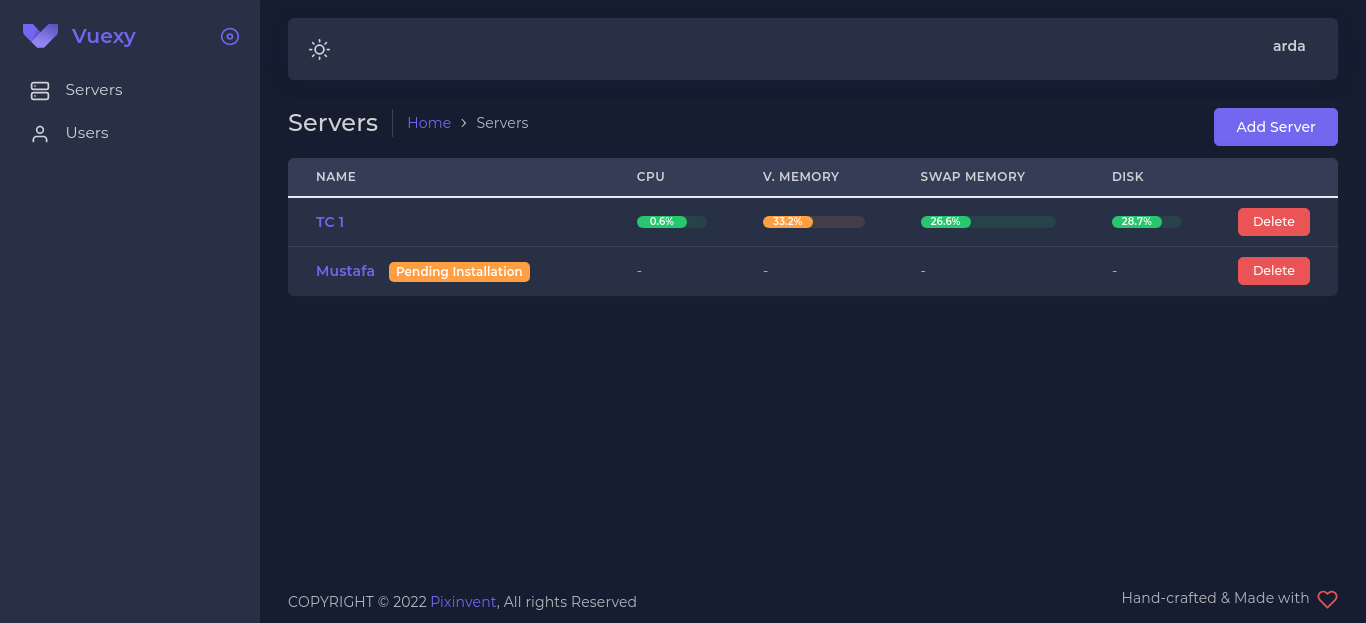 Vuexy
Servers
Users
arda
Servers
Home > Servers
Add Server
NAME CPU V. MEMORY SWAP MEMORY DISK
TC 1 0.6% 33.2% 26.6% 28.7% Delete
Mustafa Pending Installation - - - - Delete
COPYRIGHT © 2022 Pixinvent, All rights Reserved
Hand-crafted & Made with